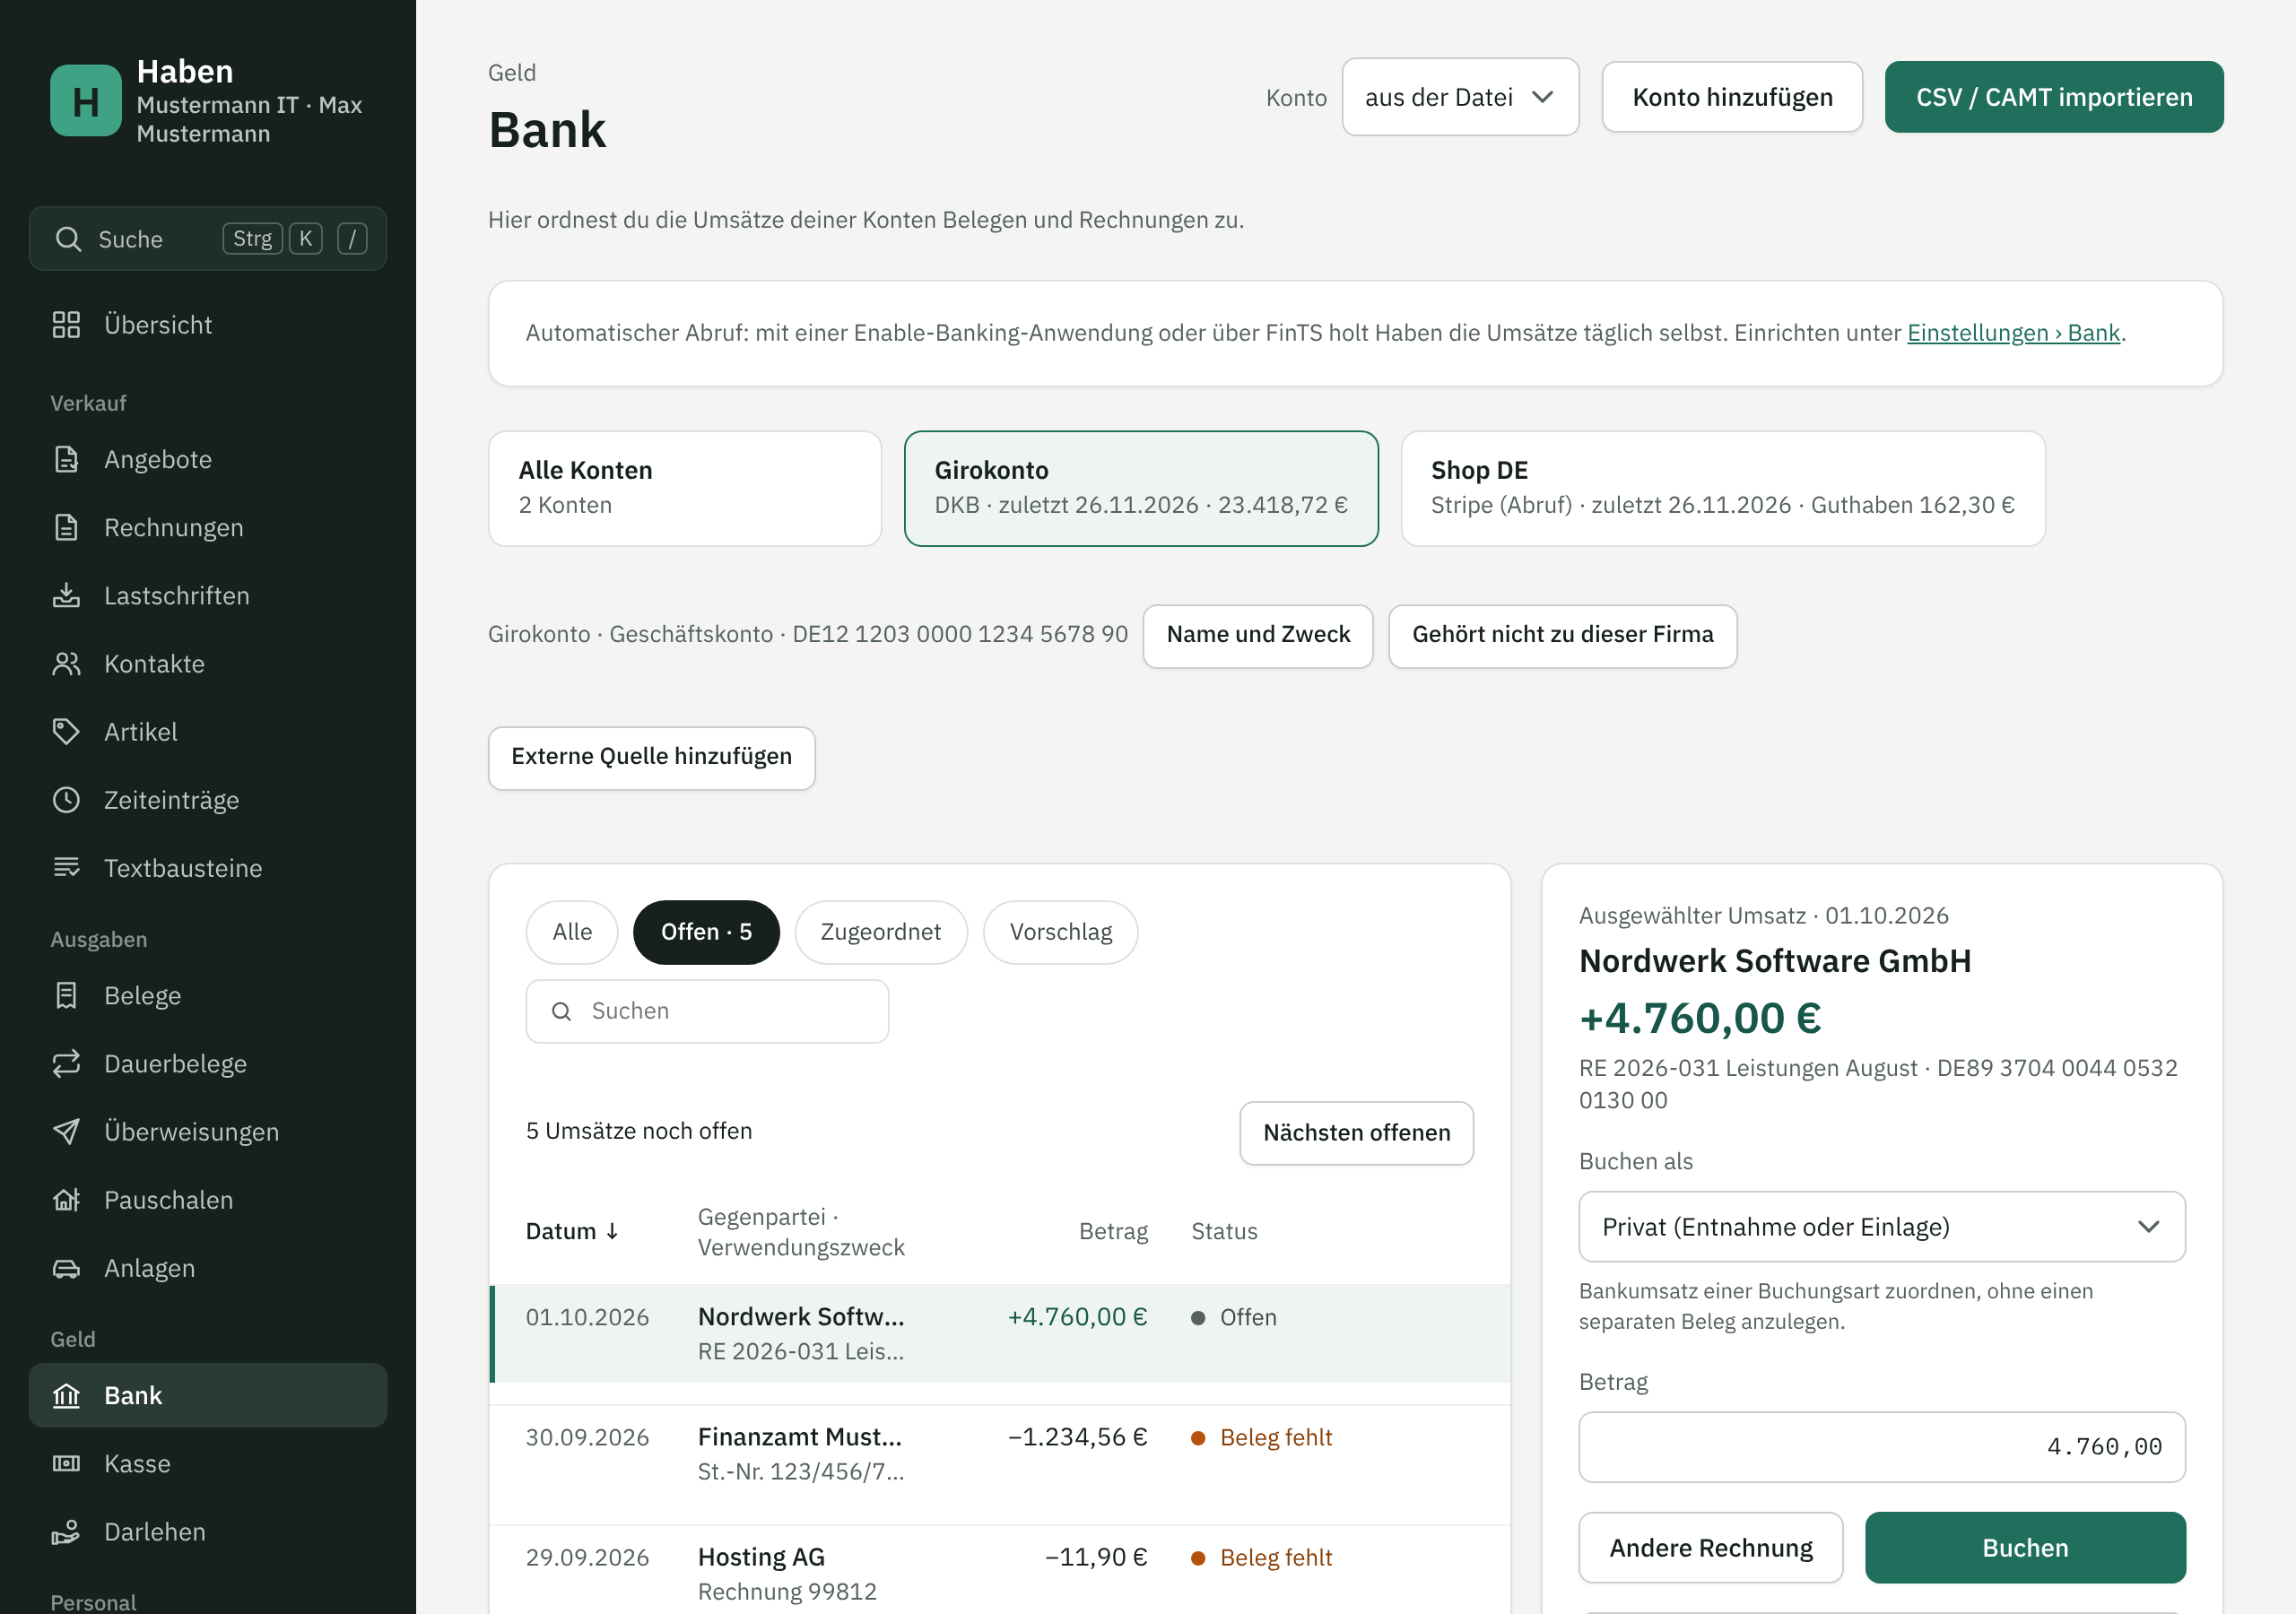 H
Haben
Mustermann IT · Max
Mustermann
Suche
Strg K /
Übersicht
Verkauf
Angebote
Rechnungen
Lastschriften
Kontakte
Artikel
Zeiteinträge
Textbausteine
Ausgaben
Belege
Dauerbelege
Überweisungen
Pauschalen
Anlagen
Geld
Bank
Kasse
Darlehen
Personal
Geld
Bank
Konto
aus der Datei
Konto hinzufügen
CSV / CAMT importieren
Hier ordnest du die Umsätze deiner Konten Belegen und Rechnungen zu.
Automatischer Abruf: mit einer Enable-Banking-Anwendung oder über FinTS holt Haben die Umsätze täglich selbst. Einrichten unter Einstellungen › Bank.
Alle Konten
2 Konten
Girokonto
DKB · zuletzt 26.11.2026 · 23.418,72 €
Shop DE
Stripe (Abruf) · zuletzt 26.11.2026 · Guthaben 162,30 €
Girokonto · Geschäftskonto · DE12 1203 0000 1234 5678 90
Name und Zweck
Gehört nicht zu dieser Firma
Externe Quelle hinzufügen
Alle
Offen · 5
Zugeordnet
Vorschlag
Suchen
5 Umsätze noch offen
Nächsten offenen
Datum ↓
Gegenpartei ·
Verwendungszweck
Betrag
Status
01.10.2026
Nordwerk Softw...
RE 2026-031 Leis...
+4.760,00 €
Offen
30.09.2026
Finanzamt Must...
St.-Nr. 123/456/7...
−1.234,56 €
Beleg fehlt
29.09.2026
Hosting AG
Rechnung 99812
−11,90 €
Beleg fehlt
Ausgewählter Umsatz · 01.10.2026
Nordwerk Software GmbH
+4.760,00 €
RE 2026-031 Leistungen August · DE89 3704 0044 0532
0130 00
Buchen als
Privat (Entnahme oder Einlage)
Bankumsatz einer Buchungsart zuordnen, ohne einen
separaten Beleg anzulegen.
Betrag
4.760,00
Andere Rechnung
Buchen